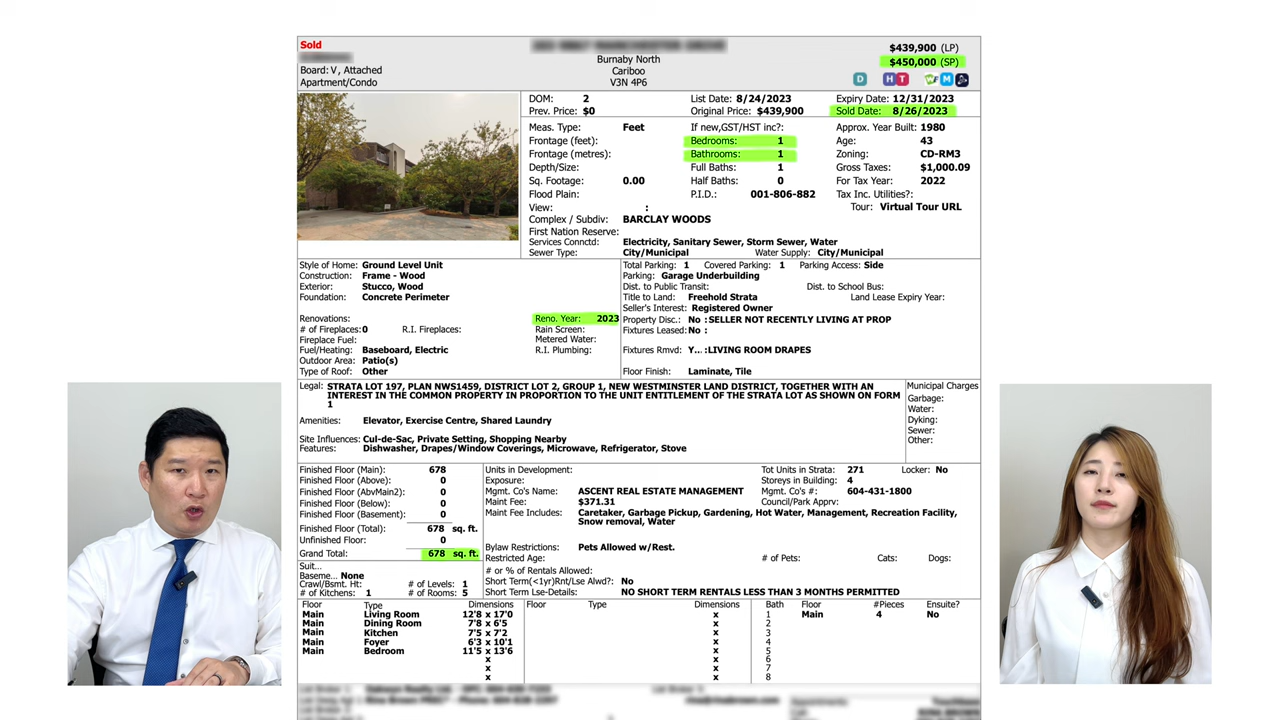 Sold
$439,900 (LP)
Burnaby North
$450,000 (SP)
Board: V, Attached
Cariboo
Apartment/Condo
V3N 4P6
D H T WF M
DOM: 2 List Date: 8/24/2023 Expiry Date: 12/31/2023
Prev. Price: $0 Original Price: $439,900 Sold Date: 8/26/2023
Meas. Type: Feet If new,GST/HST inc?: Approx. Year Built: 1980
Frontage (feet): Bedrooms: 1 Age: 43
Frontage (metres): Bathrooms: 1 Zoning: CD-RM3
Depth/Size: Full Baths: 1 Gross Taxes: $1,000.09
Sq. Footage: 0.00 Half Baths: 0 For Tax Year: 2022
Flood Plain: P.I.D.: 001-806-882 Tax Inc. Utilities?:
View: : Tour: Virtual Tour URL
Complex / Subdiv: BARCLAY WOODS
First Nation Reserve:
Services Connctd: Electricity, Sanitary Sewer, Storm Sewer, Water
Sewer Type: City/Municipal Water Supply: City/Municipal
Style of Home: Ground Level Unit Total Parking: 1 Covered Parking: 1 Parking Access: Side
Construction: Frame - Wood Parking: Garage Underbuilding
Exterior: Stucco, Wood Dist. to Public Transit: Dist. to School Bus:
Foundation: Concrete Perimeter Title to Land: Freehold Strata Land Lease Expiry Year:
Seller's Interest: Registered Owner
Renovations: Reno. Year: 2023 Property Disc.: No :SELLER NOT RECENTLY LIVING AT PROP
# of Fireplaces:0 R.I. Fireplaces: Rain Screen: Fixtures Leased:No :
Fireplace Fuel: Metered Water:
Fuel/Heating: Baseboard, Electric R.I. Plumbing: Fixtures Rmvd: Y... :LIVING ROOM DRAPES
Outdoor Area: Patio(s)
Type of Roof: Other Floor Finish: Laminate, Tile
Legal: STRATA LOT 197, PLAN NWS1459, DISTRICT LOT 2, GROUP 1, NEW WESTMINSTER LAND DISTRICT, TOGETHER WITH AN Municipal Charges
INTEREST IN THE COMMON PROPERTY IN PROPORTION TO THE UNIT ENTITLEMENT OF THE STRATA LOT AS SHOWN ON FORM Garbage:
1 Water:
Amenities: Elevator, Exercise Centre, Shared Laundry Dyking:
Sewer:
Site Influences: Cul-de-Sac, Private Setting, Shopping Nearby Other:
Features: Dishwasher, Drapes/Window Coverings, Microwave, Refrigerator, Stove
Finished Floor (Main): 678 Units in Development: Tot Units in Strata: 271 Locker: No
Finished Floor (Above): 0 Exposure: Storeys in Building: 4
Finished Floor (AbvMain2): 0 Mgmt. Co's Name: ASCENT REAL ESTATE MANAGEMENT Mgmt. Co's #: 604-431-1800
Finished Floor (Below): 0 Maint Fee: $371.31 Council/Park Apprv:
Finished Floor (Basement): 0 Maint Fee Includes: Caretaker, Garbage Pickup, Gardening, Hot Water, Management, Recreation Facility,
Snow removal, Water
Finished Floor (Total): 678 sq. ft.
Unfinished Floor: 0
Grand Total: 678 sq. ft. Bylaw Restrictions: Pets Allowed w/Rest.
Restricted Age: # of Pets: Cats: Dogs:
Suit... # or % of Rentals Allowed:
Baseme... None
Crawl/Bsmt. Ht: # of Levels: 1 Short Term(<1yr)Rnt/Lse Alwd?: No
# of Kitchens: 1 # of Rooms: 5 Short Term Lse-Details: NO SHORT TERM RENTALS LESS THAN 3 MONTHS PERMITTED
Floor Type Dimensions Floor Type Dimensions Bath Floor #Pieces Ensuite?
Main Living Room 12'8 x 17'0 x 1 Main 4 No
Main Dining Room 7'8 x 6'5 x 2
Main Kitchen 7'5 x 7'2 x 3
Main Foyer 6'3 x 10'1 x 4
Main Bedroom 11'5 x 13'6 x 5
x x 6
x x 7
x x 8